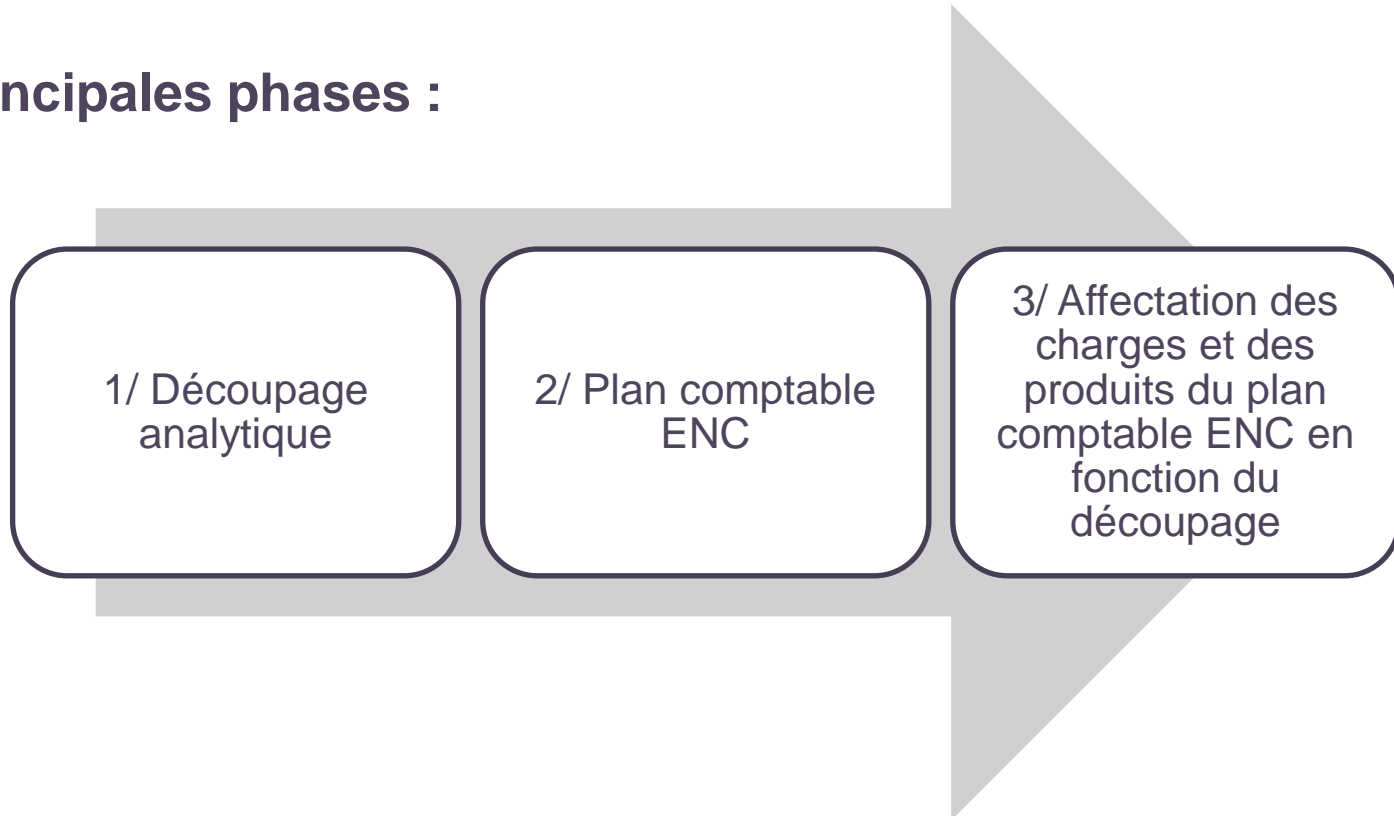 ncipales phases :
1/ Découpage
analytique
2/ Plan comptable
ENC
3/ Affectation des
charges et des
produits du plan
comptable ENC en
fonction du
découpage